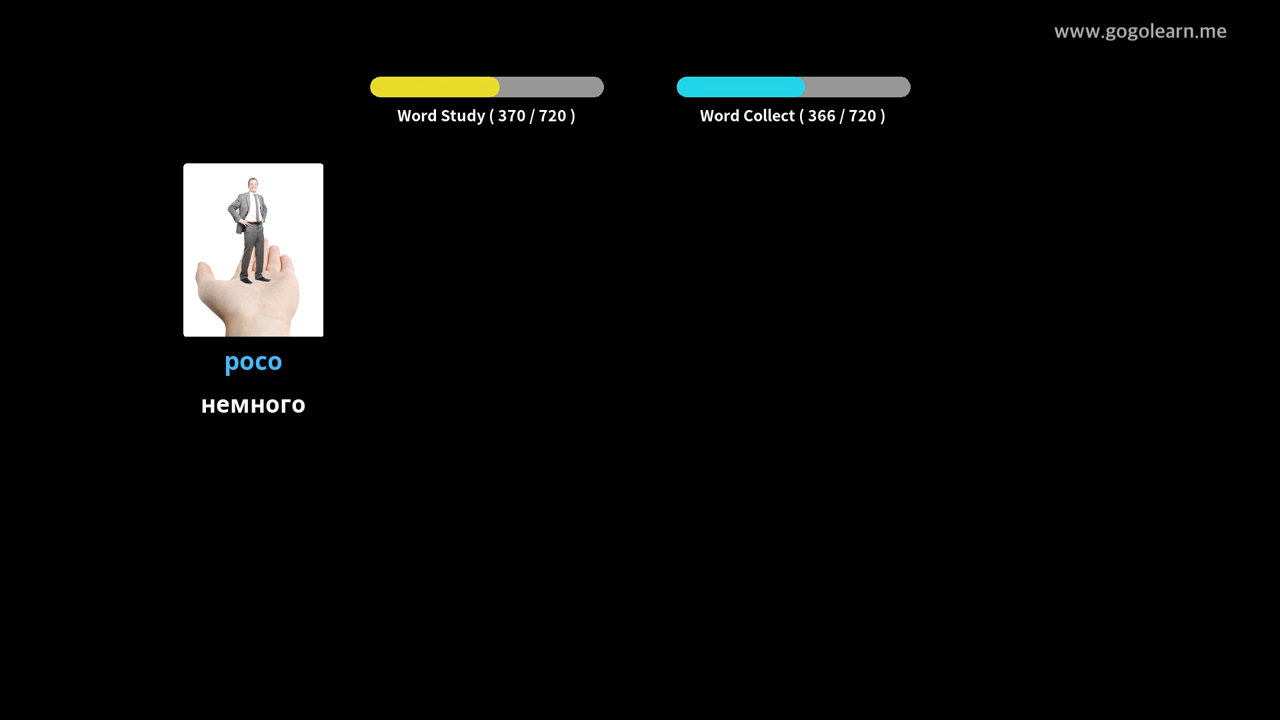 www.gogolearn.me
Word Study ( 370 / 720 )
Word Collect ( 366 / 720 )
poco
немного